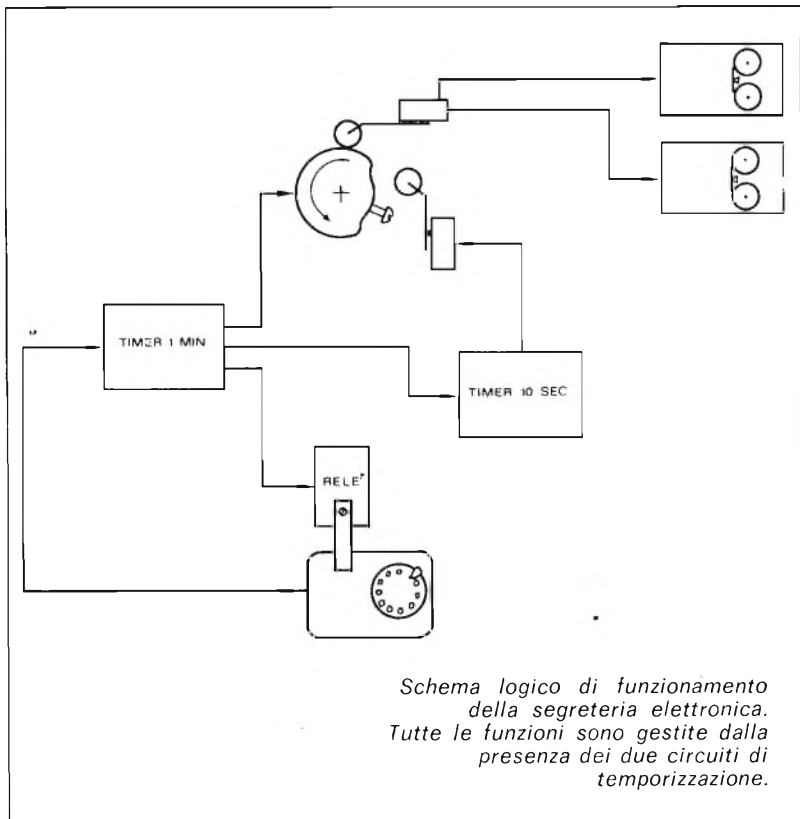 TIMER 1 MIN
TIMER 10 SEC
RELE'
Schema logico di funzionamento
della segreteria elettronica.
Tutte le funzioni sono gestite dalla
presenza dei due circuiti di
temporizzazione.